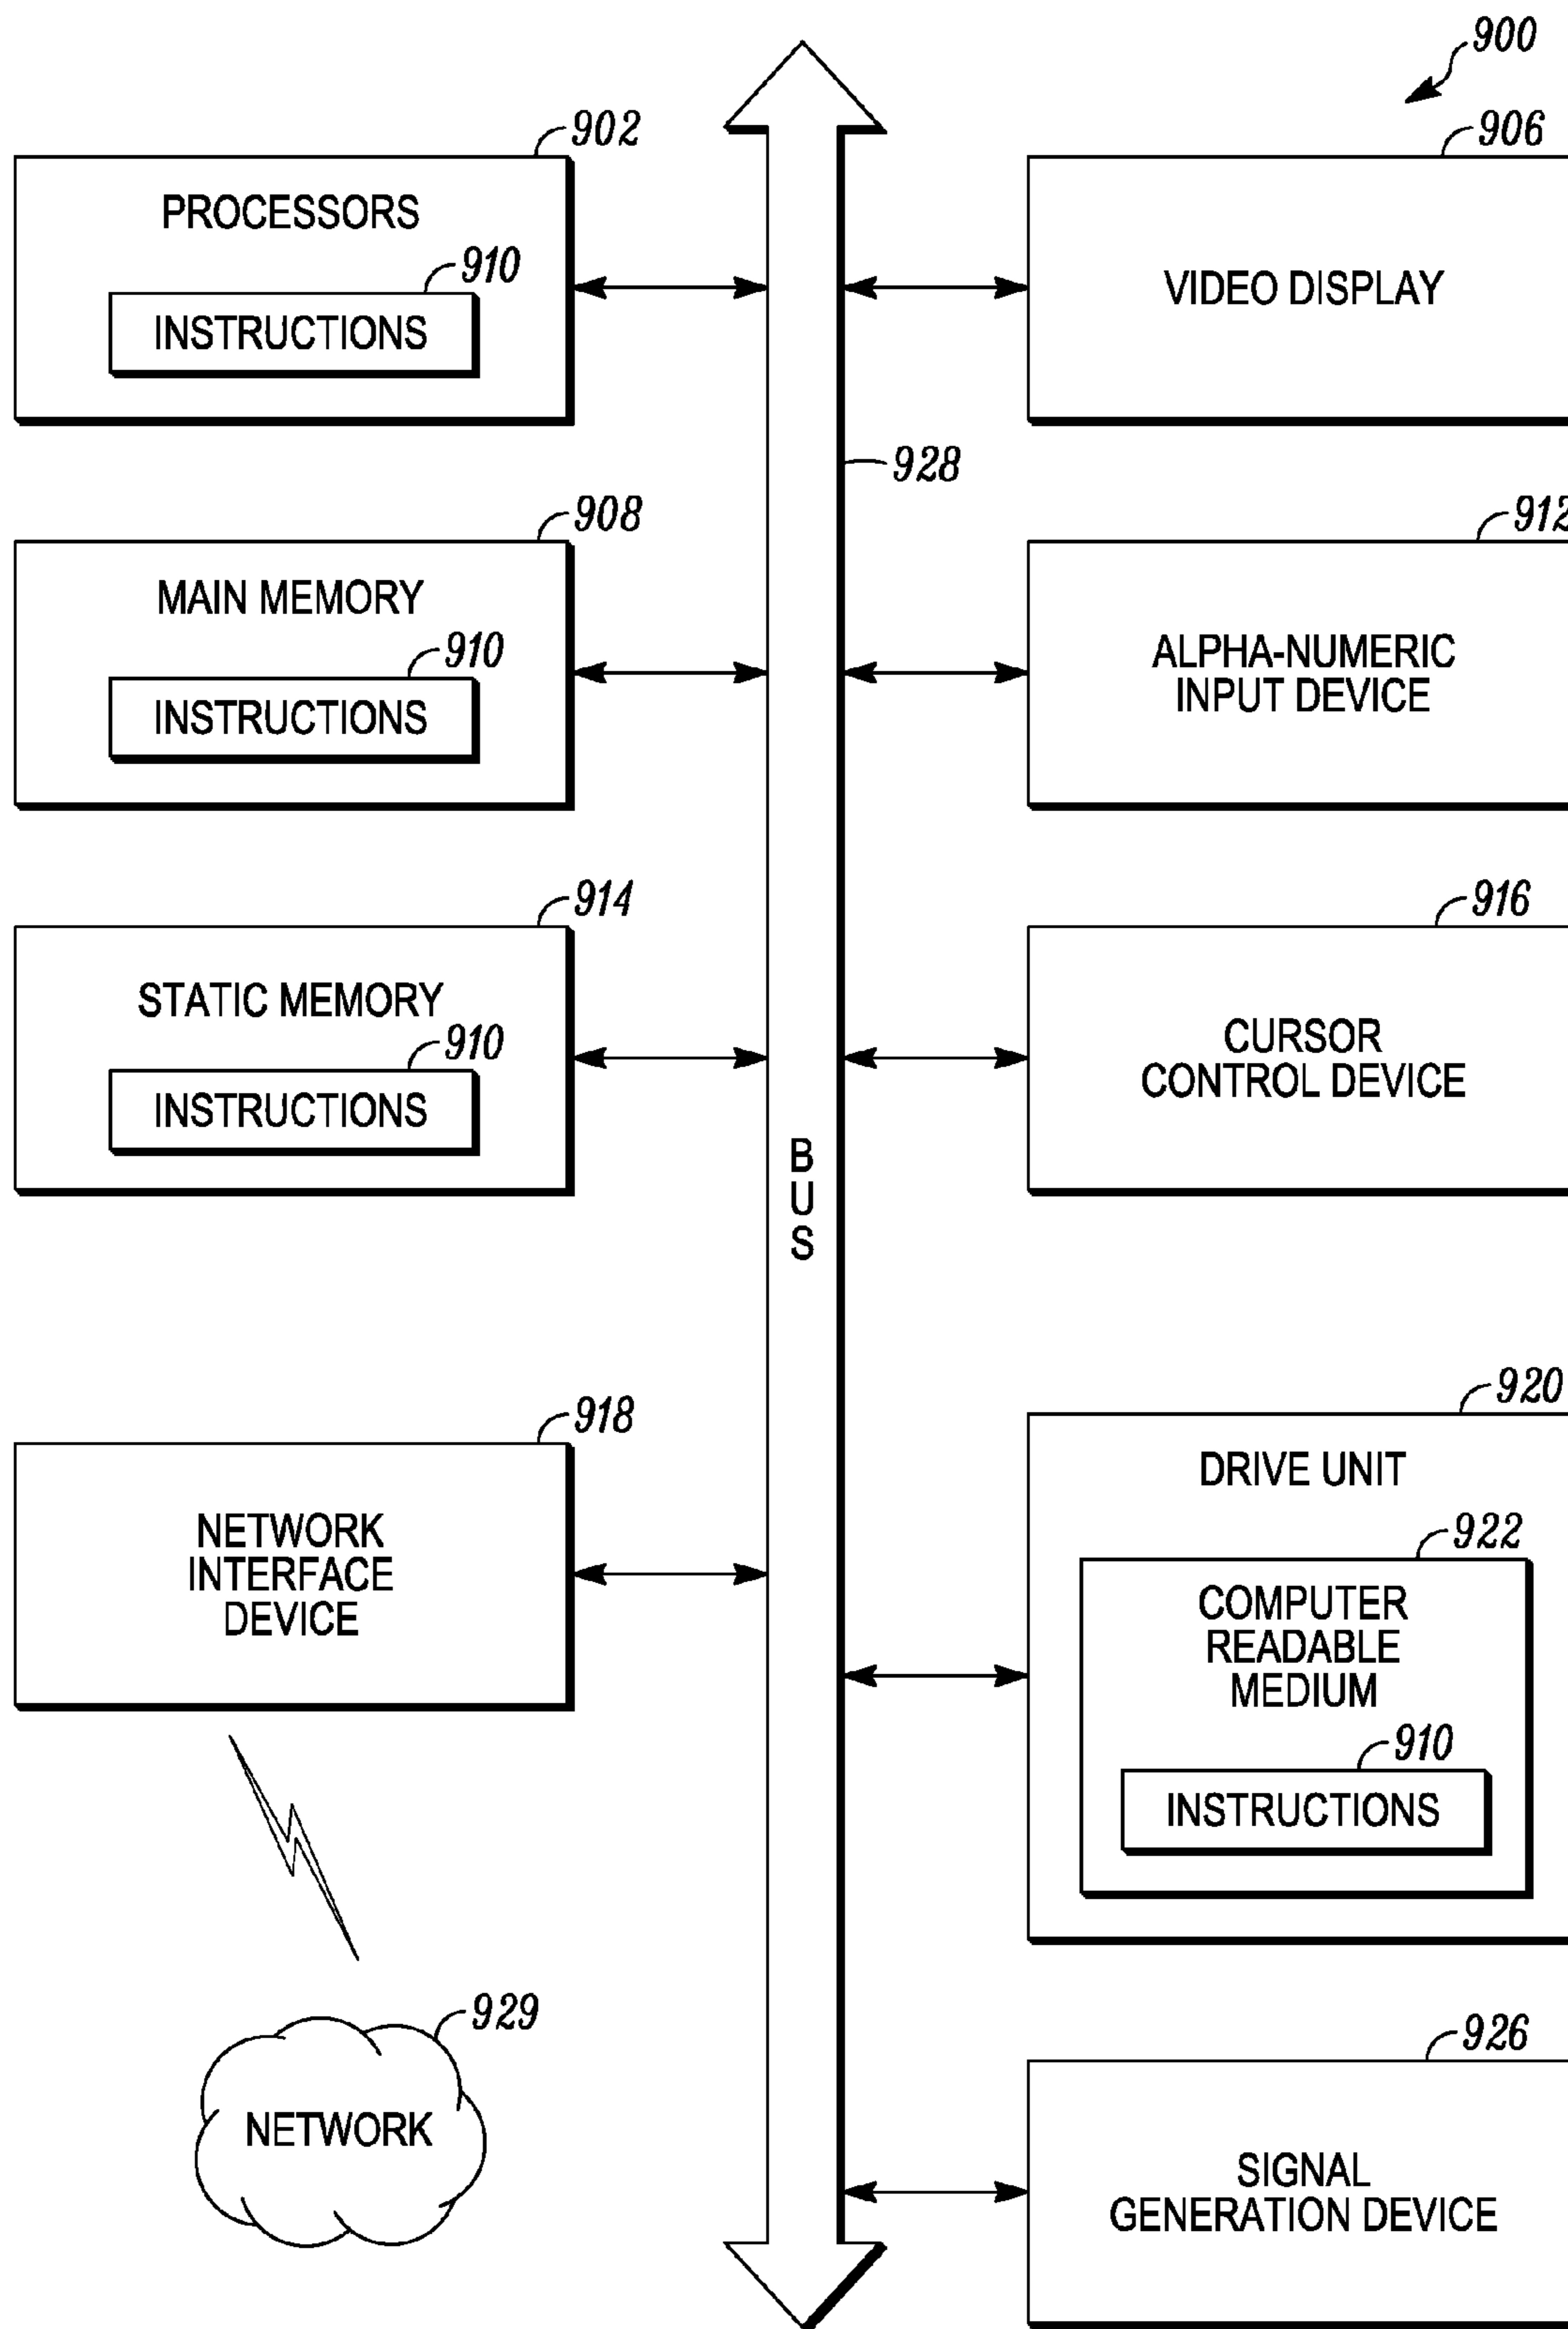 900
902
PROCESSORS
910
INSTRUCTIONS
906
VIDEO DISPLAY
928
908
MAIN MEMORY
910
INSTRUCTIONS
912
ALPHA-NUMERIC
INPUT DEVICE
914
STATIC MEMORY
910
INSTRUCTIONS
916
CURSOR
CONTROL DEVICE
BUS
918
NETWORK
INTERFACE
DEVICE
920
DRIVE UNIT
922
COMPUTER
READABLE
MEDIUM
910
INSTRUCTIONS
929
NETWORK
926
SIGNAL
GENERATION DEVICE